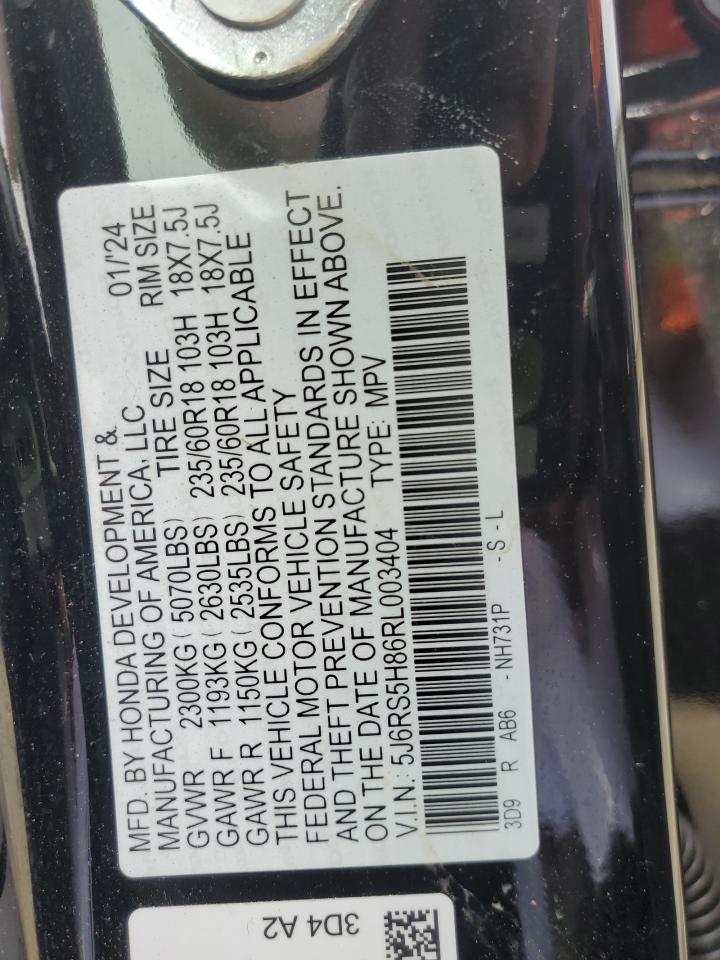 MFD. BY HONDA DEVELOPMENT &
MANUFACTURING OF AMERICA, LLC 01/'24
GVWR TIRE SIZE RIM SIZE
2300KG ( 5070LBS)
GAWR F 1193KG ( 2630LBS) 235/60R18 103H 18X7.5J
GAWR R 1150KG ( 2535LBS) 235/60R18 103H 18X7.5J
THIS VEHICLE CONFORMS TO ALL APPLICABLE
FEDERAL MOTOR VEHICLE SAFETY
AND THEFT PREVENTION STANDARDS IN EFFECT
ON THE DATE OF MANUFACTURE SHOWN ABOVE.
V.I.N.: 5J6RS5H86RL003404 TYPE: MPV
3D9 R AB6 - NH731P - S - L
3D4 A2